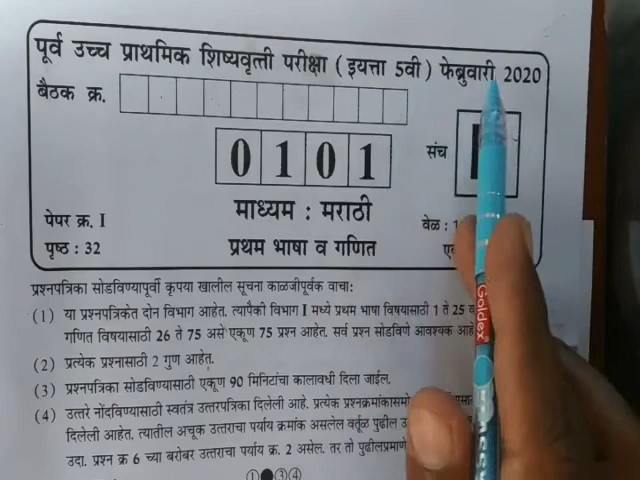 पूर्व उच्च प्राथमिक शिष्यवृत्ती परीक्षा ( इयत्ता 5वी ) फेब्रुवारी 2020
बैठक क्र.
0101
संच
माध्यम : मराठी
पेपर क्र. I
वेळ : 1
पृष्ठ : 32
प्रथम भाषा व गणित
प्रश्नपत्रिका सोडविण्यापूर्वी कृपया खालील सूचना काळजीपूर्वक वाचा:
(1) या प्रश्नपत्रिकेत दोन विभाग आहेत. त्यापैकी विभाग I मध्ये प्रथम भाषा विषयासाठी 1 ते 25 व
गणित विषयासाठी 26 ते 75 असे एकूण 75 प्रश्न आहेत. सर्व प्रश्न सोडविणे आवश्यक आहे
(2) प्रत्येक प्रश्नासाठी 2 गुण आहेत.
(3) प्रश्नपत्रिका सोडविण्यासाठी एकूण 90 मिनिटांचा कालावधी दिला जाईल.
(4) उत्तरे नोंदविण्यासाठी स्वतंत्र उत्तरपत्रिका दिलेली आहे. प्रत्येक प्रश्नक्रमांकासमो
दिलेली आहेत. त्यातील अचूक उत्तराचा पर्याय क्रमांक असलेल वर्तूळ पुढील
उदा. प्रश्न क्र 6 च्या बरोबर उत्तराचा पर्याय क्र. 2 असेल. तर तो पुढीलप्रमाणे
① ● ③ ④
Goldex